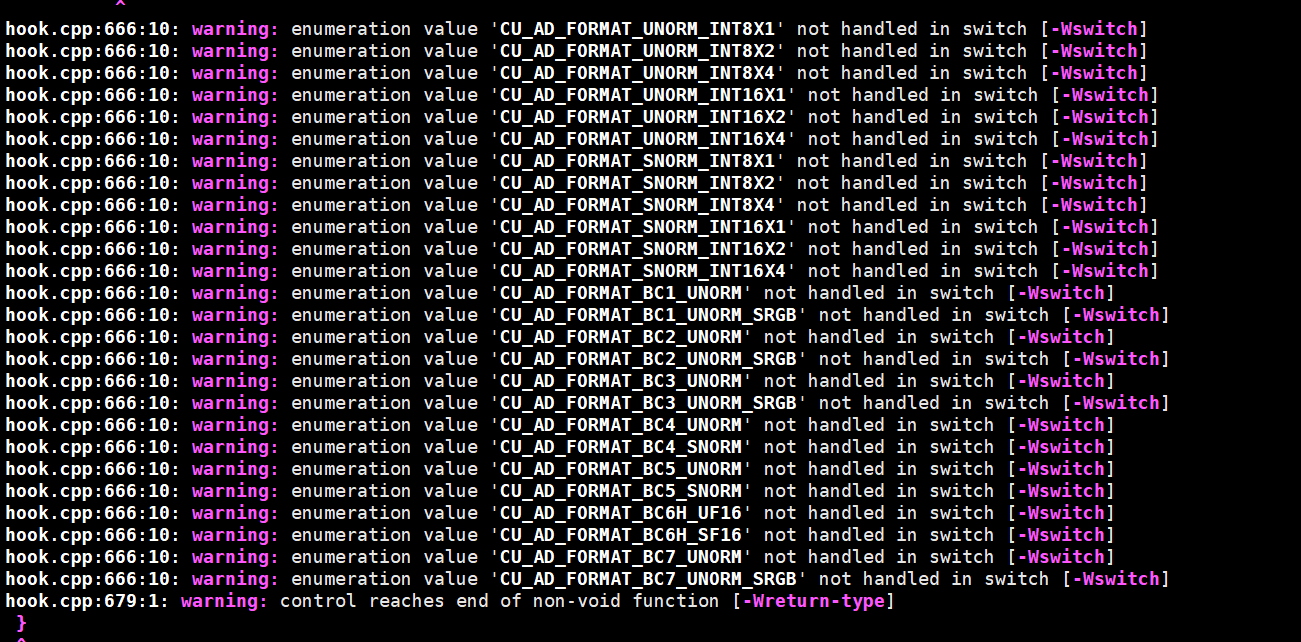 ^
hook.cpp:666:10: warning: enumeration value 'CU_AD_FORMAT_UNORM_INT8X1' not handled in switch [-Wswitch]
hook.cpp:666:10: warning: enumeration value 'CU_AD_FORMAT_UNORM_INT8X2' not handled in switch [-Wswitch]
hook.cpp:666:10: warning: enumeration value 'CU_AD_FORMAT_UNORM_INT8X4' not handled in switch [-Wswitch]
hook.cpp:666:10: warning: enumeration value 'CU_AD_FORMAT_UNORM_INT16X1' not handled in switch [-Wswitch]
hook.cpp:666:10: warning: enumeration value 'CU_AD_FORMAT_UNORM_INT16X2' not handled in switch [-Wswitch]
hook.cpp:666:10: warning: enumeration value 'CU_AD_FORMAT_UNORM_INT16X4' not handled in switch [-Wswitch]
hook.cpp:666:10: warning: enumeration value 'CU_AD_FORMAT_SNORM_INT8X1' not handled in switch [-Wswitch]
hook.cpp:666:10: warning: enumeration value 'CU_AD_FORMAT_SNORM_INT8X2' not handled in switch [-Wswitch]
hook.cpp:666:10: warning: enumeration value 'CU_AD_FORMAT_SNORM_INT8X4' not handled in switch [-Wswitch]
hook.cpp:666:10: warning: enumeration value 'CU_AD_FORMAT_SNORM_INT16X1' not handled in switch [-Wswitch]
hook.cpp:666:10: warning: enumeration value 'CU_AD_FORMAT_SNORM_INT16X2' not handled in switch [-Wswitch]
hook.cpp:666:10: warning: enumeration value 'CU_AD_FORMAT_SNORM_INT16X4' not handled in switch [-Wswitch]
hook.cpp:666:10: warning: enumeration value 'CU_AD_FORMAT_BC1_UNORM' not handled in switch [-Wswitch]
hook.cpp:666:10: warning: enumeration value 'CU_AD_FORMAT_BC1_UNORM_SRGB' not handled in switch [-Wswitch]
hook.cpp:666:10: warning: enumeration value 'CU_AD_FORMAT_BC2_UNORM' not handled in switch [-Wswitch]
hook.cpp:666:10: warning: enumeration value 'CU_AD_FORMAT_BC2_UNORM_SRGB' not handled in switch [-Wswitch]
hook.cpp:666:10: warning: enumeration value 'CU_AD_FORMAT_BC3_UNORM' not handled in switch [-Wswitch]
hook.cpp:666:10: warning: enumeration value 'CU_AD_FORMAT_BC3_UNORM_SRGB' not handled in switch [-Wswitch]
hook.cpp:666:10: warning: enumeration value 'CU_AD_FORMAT_BC4_UNORM' not handled in switch [-Wswitch]
hook.cpp:666:10: warning: enumeration value 'CU_AD_FORMAT_BC4_SNORM' not handled in switch [-Wswitch]
hook.cpp:666:10: warning: enumeration value 'CU_AD_FORMAT_BC5_UNORM' not handled in switch [-Wswitch]
hook.cpp:666:10: warning: enumeration value 'CU_AD_FORMAT_BC5_SNORM' not handled in switch [-Wswitch]
hook.cpp:666:10: warning: enumeration value 'CU_AD_FORMAT_BC6H_UF16' not handled in switch [-Wswitch]
hook.cpp:666:10: warning: enumeration value 'CU_AD_FORMAT_BC6H_SF16' not handled in switch [-Wswitch]
hook.cpp:666:10: warning: enumeration value 'CU_AD_FORMAT_BC7_UNORM' not handled in switch [-Wswitch]
hook.cpp:666:10: warning: enumeration value 'CU_AD_FORMAT_BC7_UNORM_SRGB' not handled in switch [-Wswitch]
hook.cpp:679:1: warning: control reaches end of non-void function [-Wreturn-type]
}
^